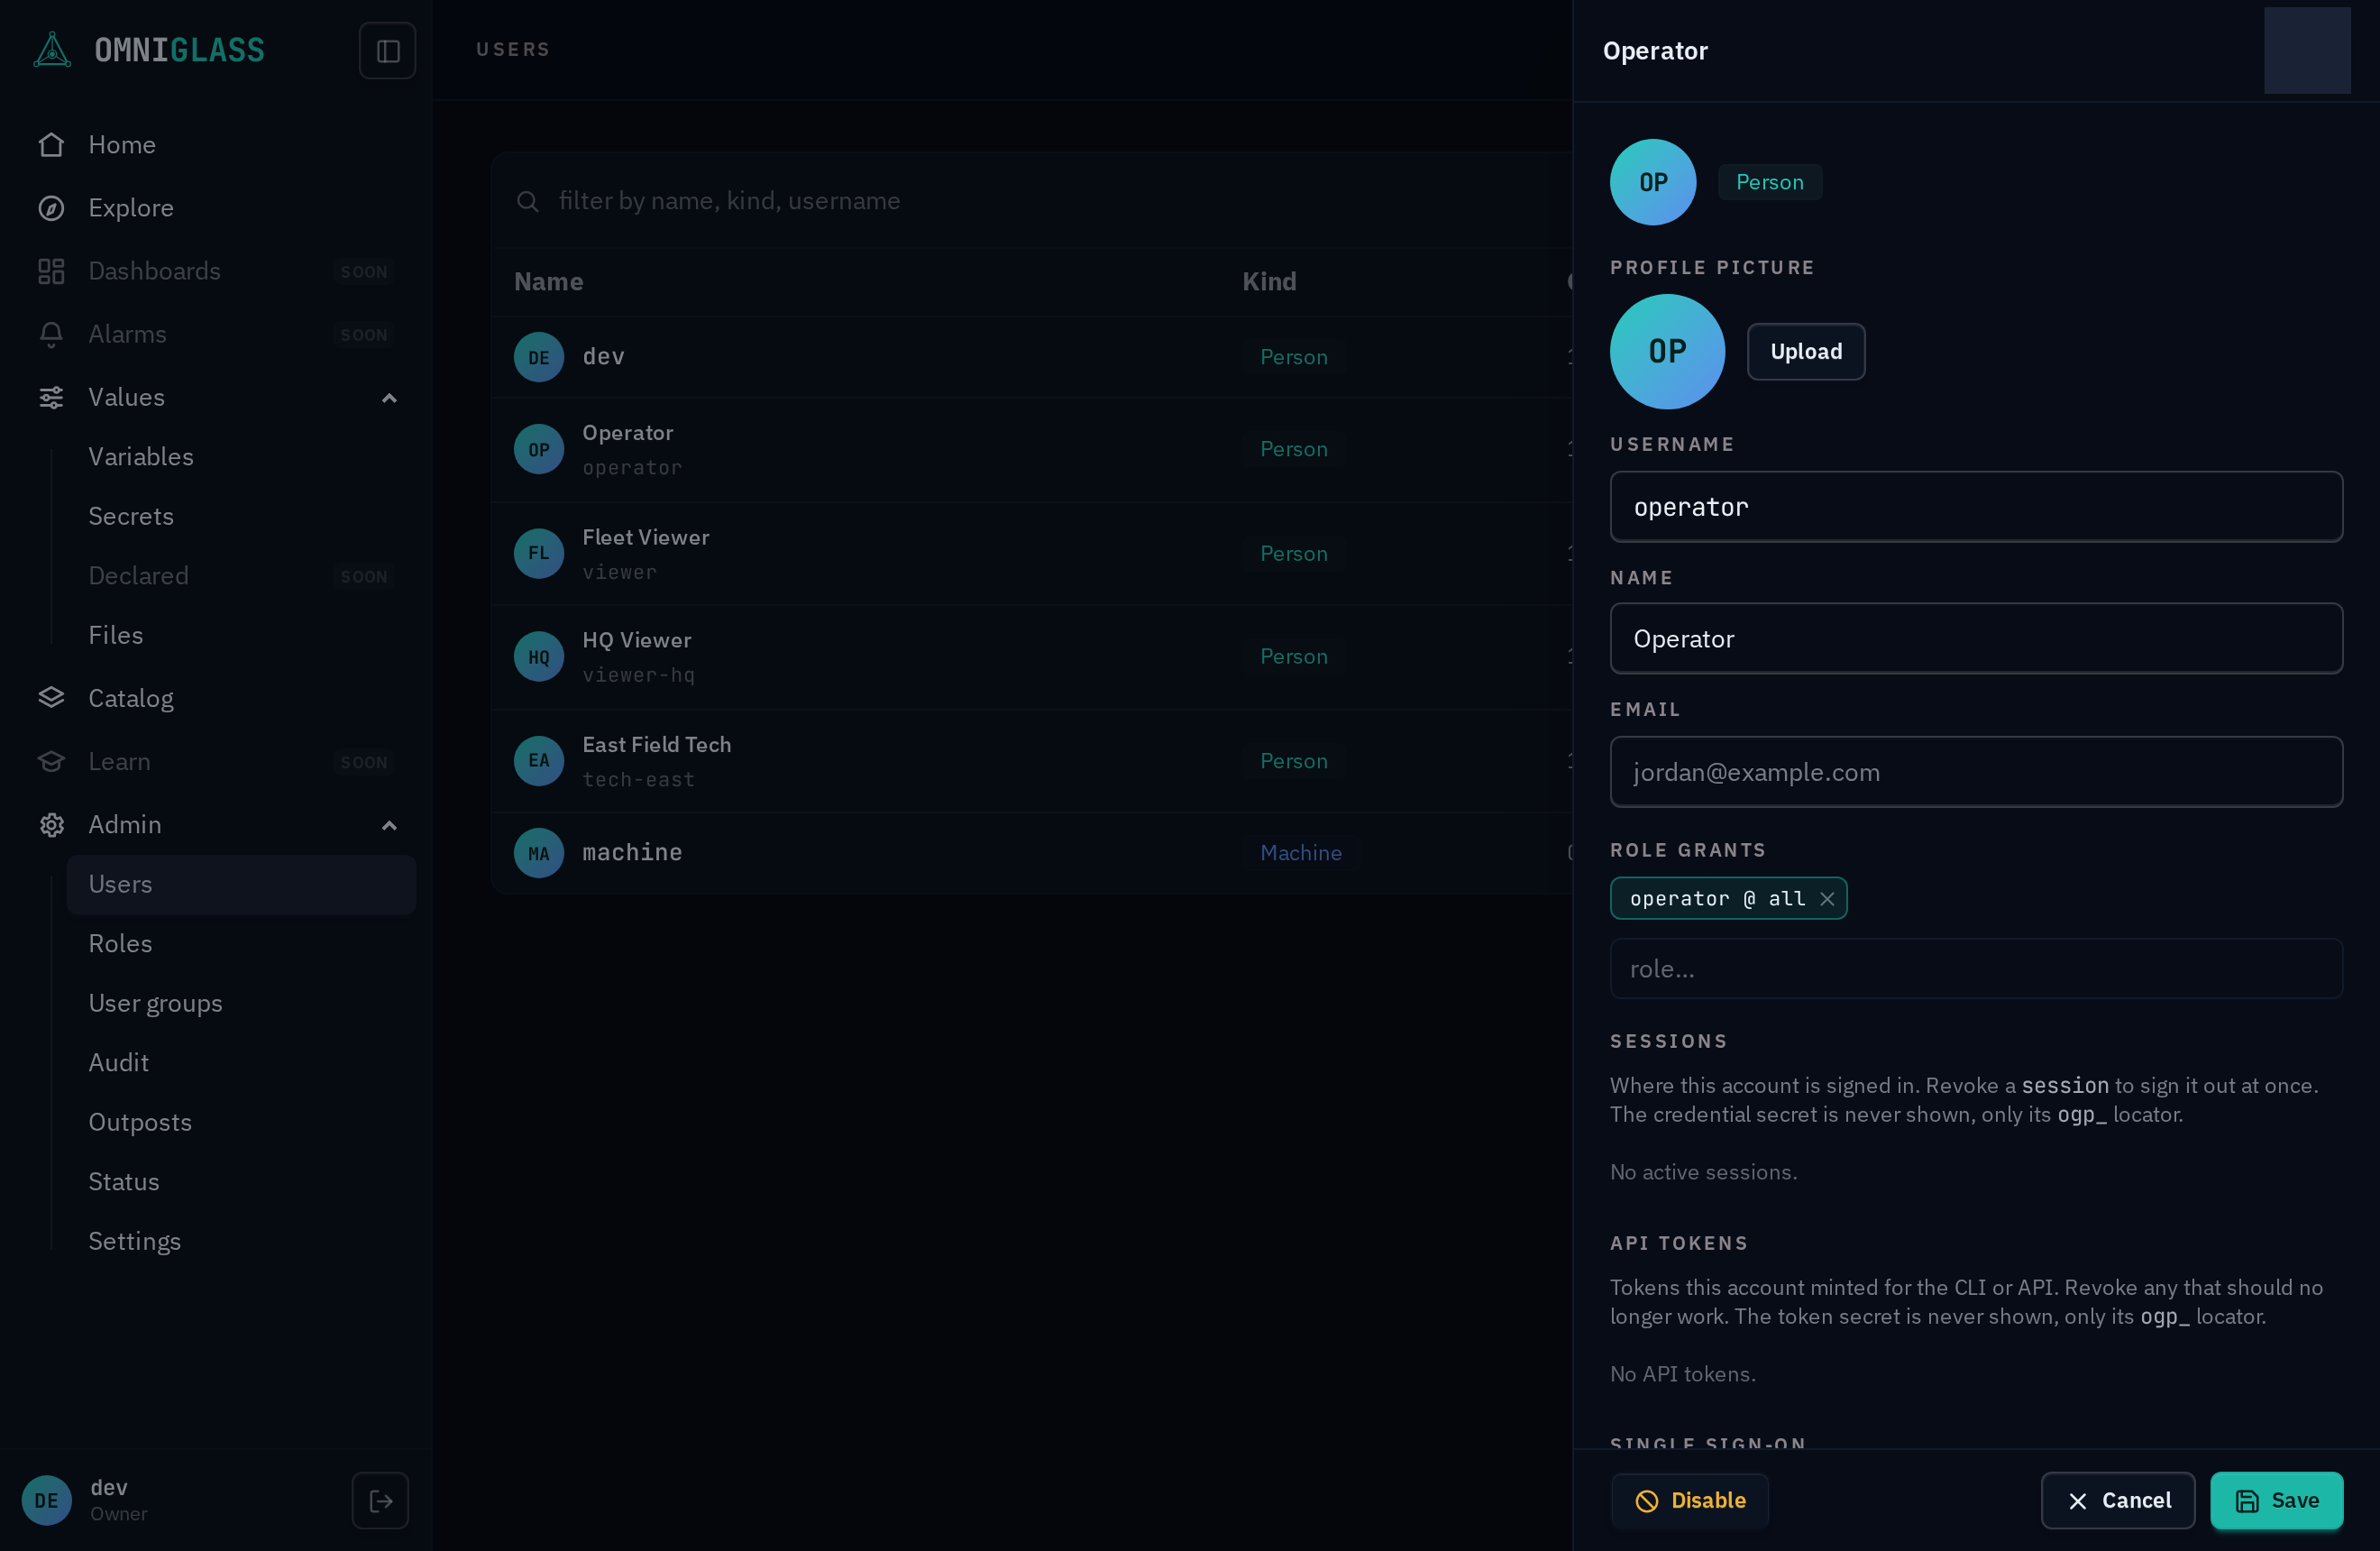 OMNIGLASS
Home
Explore
Dashboards SOON
Alarms SOON
Values
Variables
Secrets
Declared SOON
Files
Catalog
Learn SOON
Admin
Users
Roles
User groups
Audit
Outposts
Status
Settings
DE dev
Owner
USERS
filter by name, kind, username
Name Kind
DE dev Person
OP Operator Person
operator
FL Fleet Viewer Person
viewer
HQ HQ Viewer Person
viewer-hq
EA East Field Tech Person
tech-east
MA machine Machine
Operator
OP Person
PROFILE PICTURE
OP Upload
USERNAME
operator
NAME
Operator
EMAIL
jordan@example.com
ROLE GRANTS
operator @ all
role...
SESSIONS
Where this account is signed in. Revoke a session to sign it out at once.
The credential secret is never shown, only its ogp_ locator.
No active sessions.
API TOKENS
Tokens this account minted for the CLI or API. Revoke any that should no
longer work. The token secret is never shown, only its ogp_ locator.
No API tokens.
SINGLE SIGN-ON
Disable Cancel Save